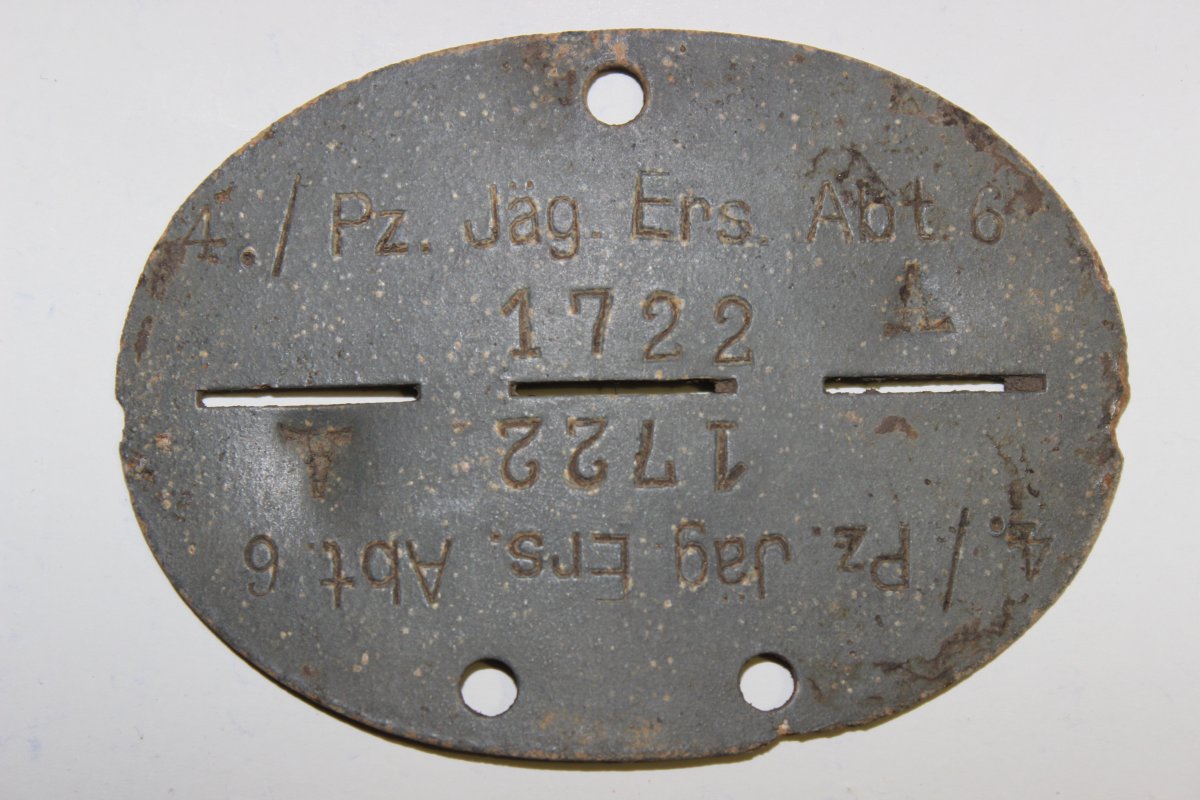 4./Pz. Jäg. Ers. Abt. 6
1722
1722
4./Pz. Jäg. Ers. Abt. 6